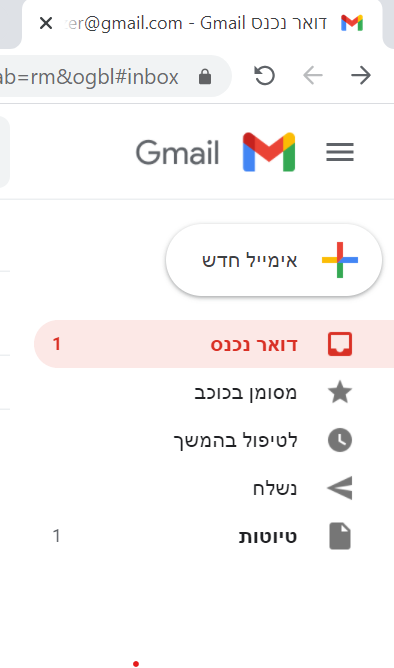 דואר נכנס - Gmail er@gmail.com
ab=rm&ogbl#inbox
Gmail
אימייל חדש
דואר נכנס 1
מסומן בכוכב
לטיפול בהמשך
נשלח
טיוטות 1